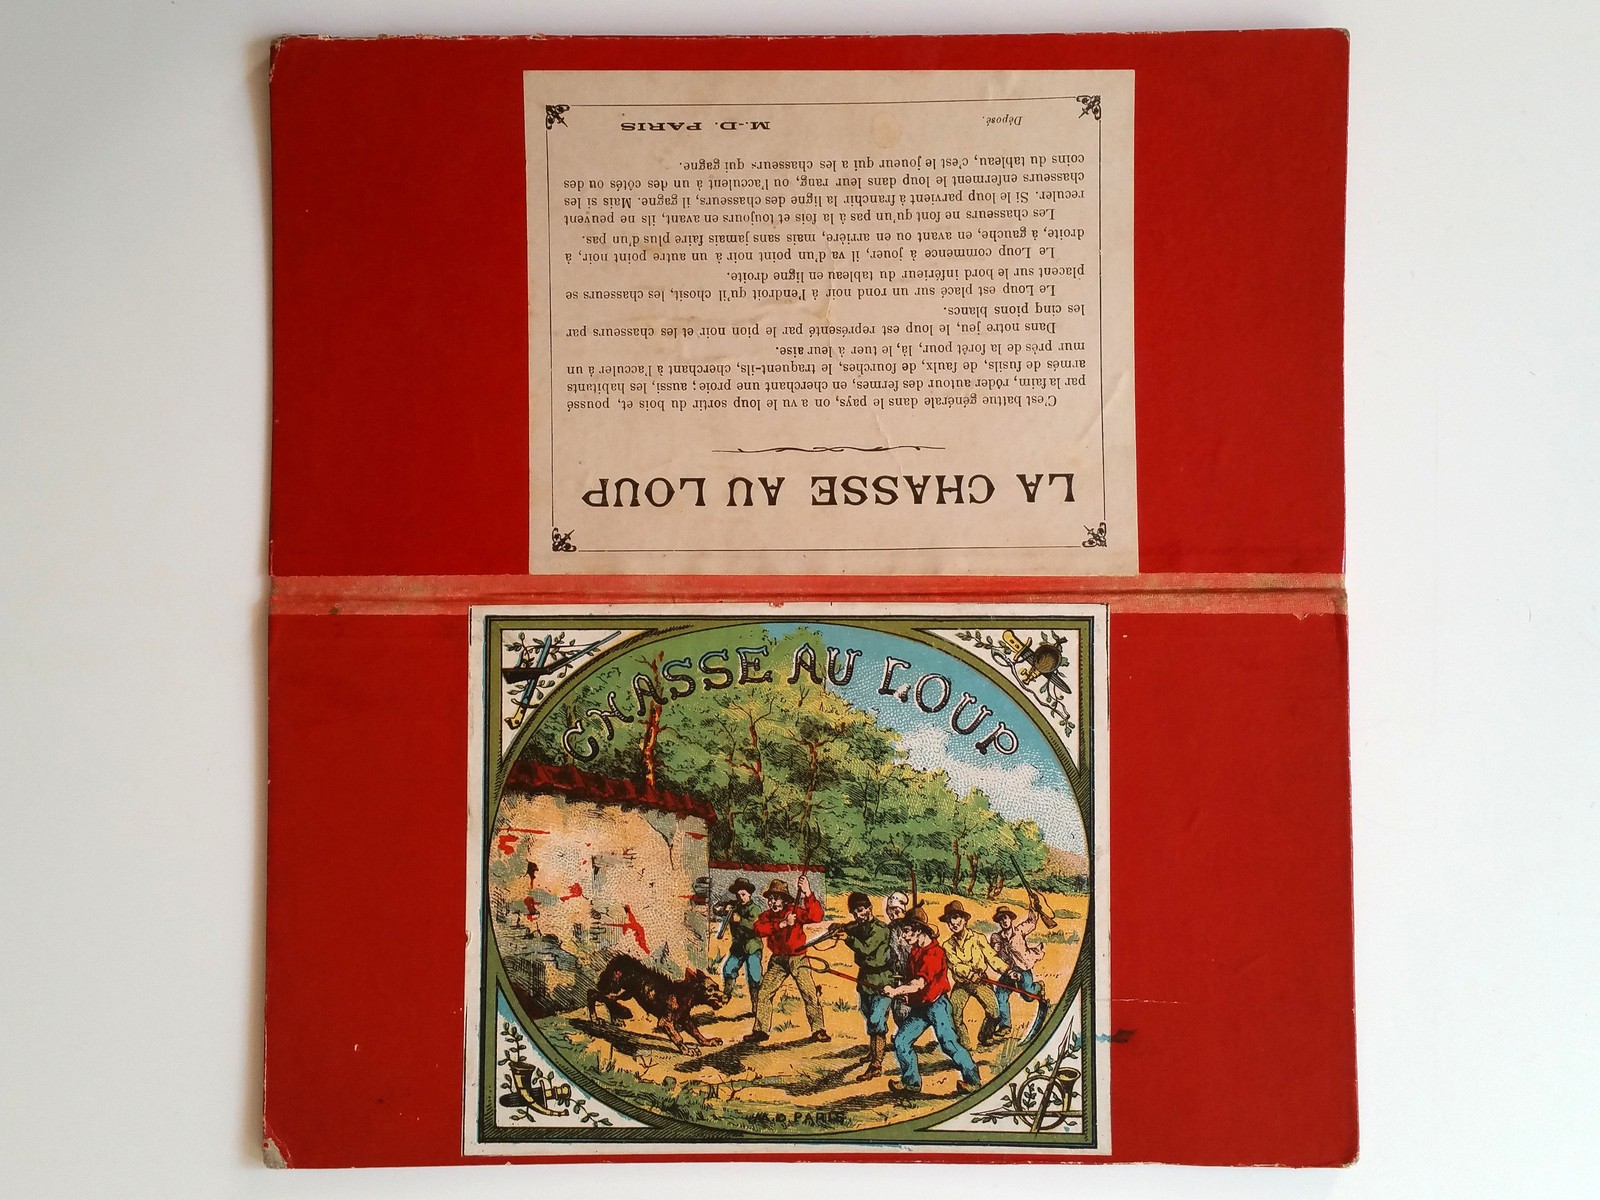 LA CHASSE AU LOUP
C'est battue générale dans le pays, on a vu le loup sortir du bois et, poussé
par la faim, rôder autour des fermes, en cherchant une proie ; aussi, les habitants
armés de fusils, de faulx, de fourches, le traquent-ils, cherchant à l'acculer à un
mur près de la forêt pour, là, le tuer à leur aise.
Dans notre jeu, le loup est représenté par le pion noir et les chasseurs par
les cinq pions blancs.
Le Loup est placé sur un rond noir à l'endroit qu'il chosit, les chasseurs se
placent sur le bord inférieur du tableau en ligne droite.
Le Loup commence à jouer, il va d'un point noir à un autre point noir, à
droite, à gauche, en avant ou en arrière, mais sans jamais faire plus d'un pas.
Les chasseurs ne font qu'un pas à la fois et toujours en avant, ils ne peuvent
reculer. Si le loup parvient à franchir la ligne des chasseurs, il gagne. Mais si les
chasseurs enferment le loup dans leur rang, ou l'acculent à un des côtés ou des
coins du tableau, c'est le joueur qui a les chasseurs qui gagne.
Déposé.
M.-D. PARIS
CHASSE AU LOUP
M.D. PARIS